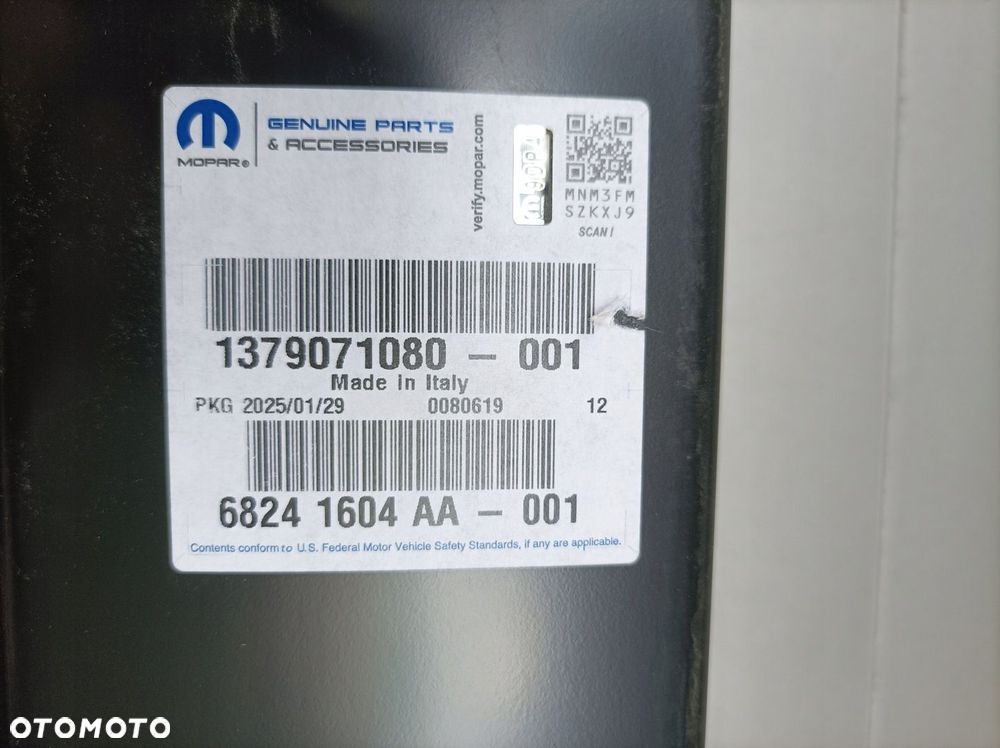 MOPAR®
GENUINE PARTS
& ACCESSORIES
verify.mopar.com
MNM3FM
SZKXJ9
SCAN!
1379071080 – 001
Made in Italy
PKG 2025/01/29 0080619 12
6824 1604 AA – 001
Contents conform to U.S. Federal Motor Vehicle Safety Standards, if any are applicable.
OTOMOTO